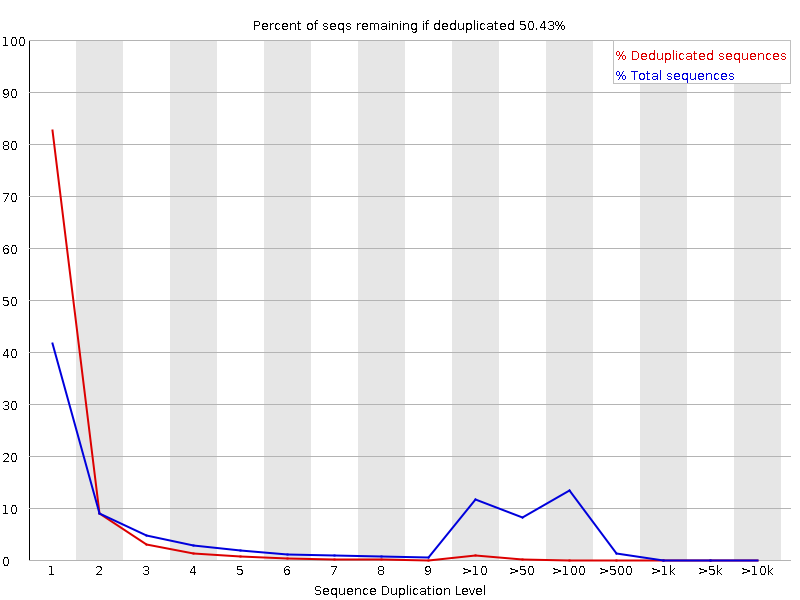 Percent of seqs remaining if deduplicated 50.43%
% Deduplicated sequences
% Total sequences
100
90
80
70
60
50
40
30
20
10
0
1 2 3 4 5 6 7 8 9 >10 >50 >100 >500 >1k >5k >10k
Sequence Duplication Level